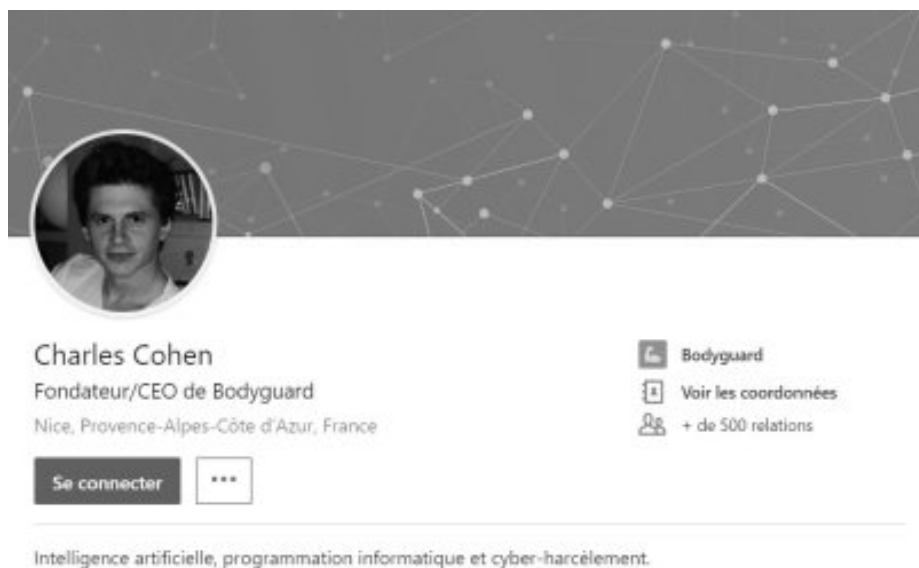 Charles Cohen
Fondateur/CEO de Bodyguard
Nice, Provence-Alpes-Côte d'Azur, France
Se connecter
Bodyguard
Voir les coordonnées
+ de 500 relations
Intelligence artificielle, programmation informatique et cyber-harcèlement.